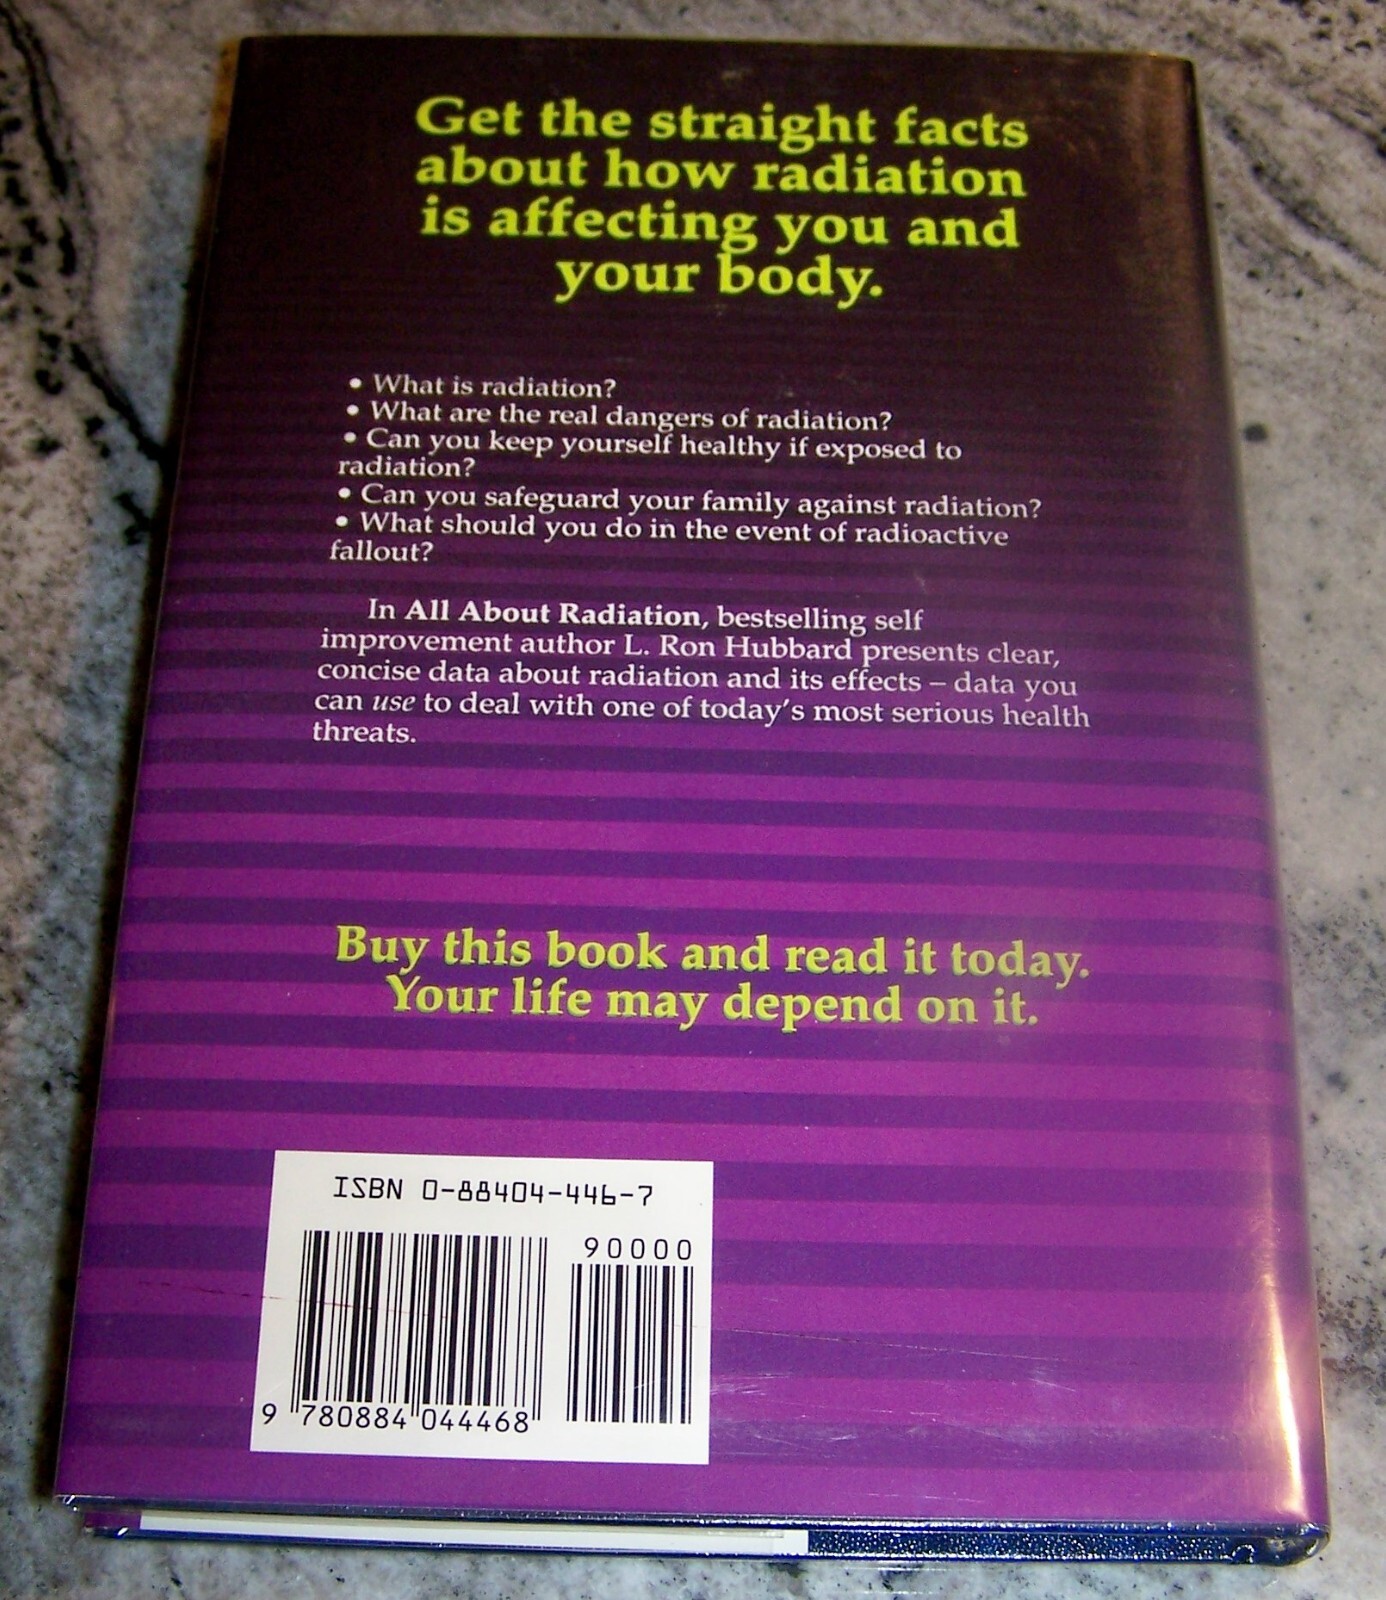 Get the straight facts
about how radiation
is affecting you and
your body.
• What is radiation?
• What are the real dangers of radiation?
• Can you keep yourself healthy if exposed to
radiation?
• Can you safeguard your family against radiation?
• What should you do in the event of radioactive
fallout?
In All About Radiation, bestselling self
improvement author L. Ron Hubbard presents clear,
concise data about radiation and its effects – data you
can use to deal with one of today's most serious health
threats.
Buy this book and read it today.
Your life may depend on it.
ISBN 0-88404-446-7
90000
9 780884 044468